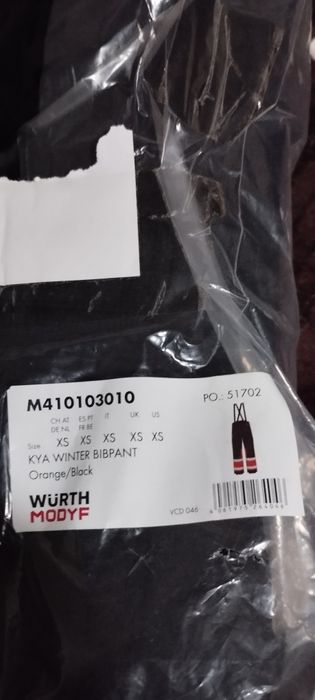 M410103010
PO.: 51702
CH AT ES PT IT UK US
DE NL FR BE
Size XS XS XS XS XS
KYA WINTER BIBPANT
Orange/Black
WÜRTH
MODYF
VCD 046